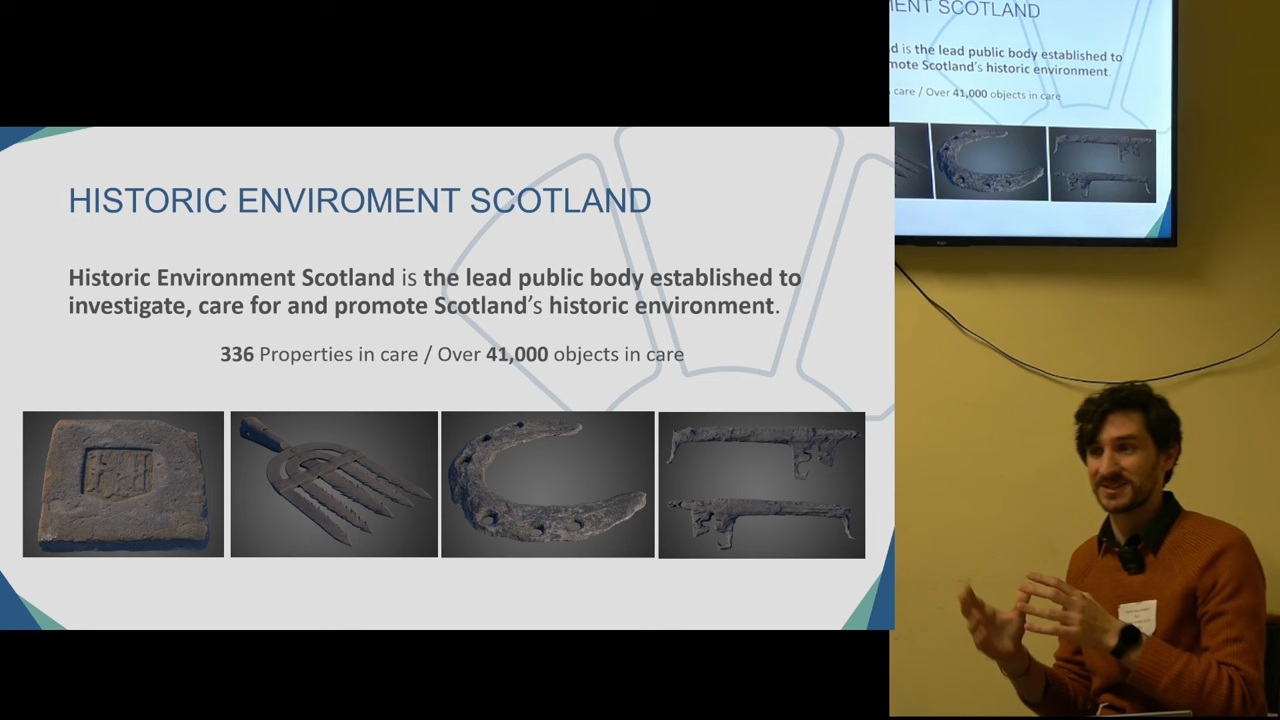 HISTORIC ENVIROMENT SCOTLAND
Historic Environment Scotland is the lead public body established to
investigate, care for and promote Scotland's historic environment.
336 Properties in care / Over 41,000 objects in care
MENT SCOTLAND
d is the lead public body established to
mote Scotland's historic environment.
care / Over 41,000 objects in care